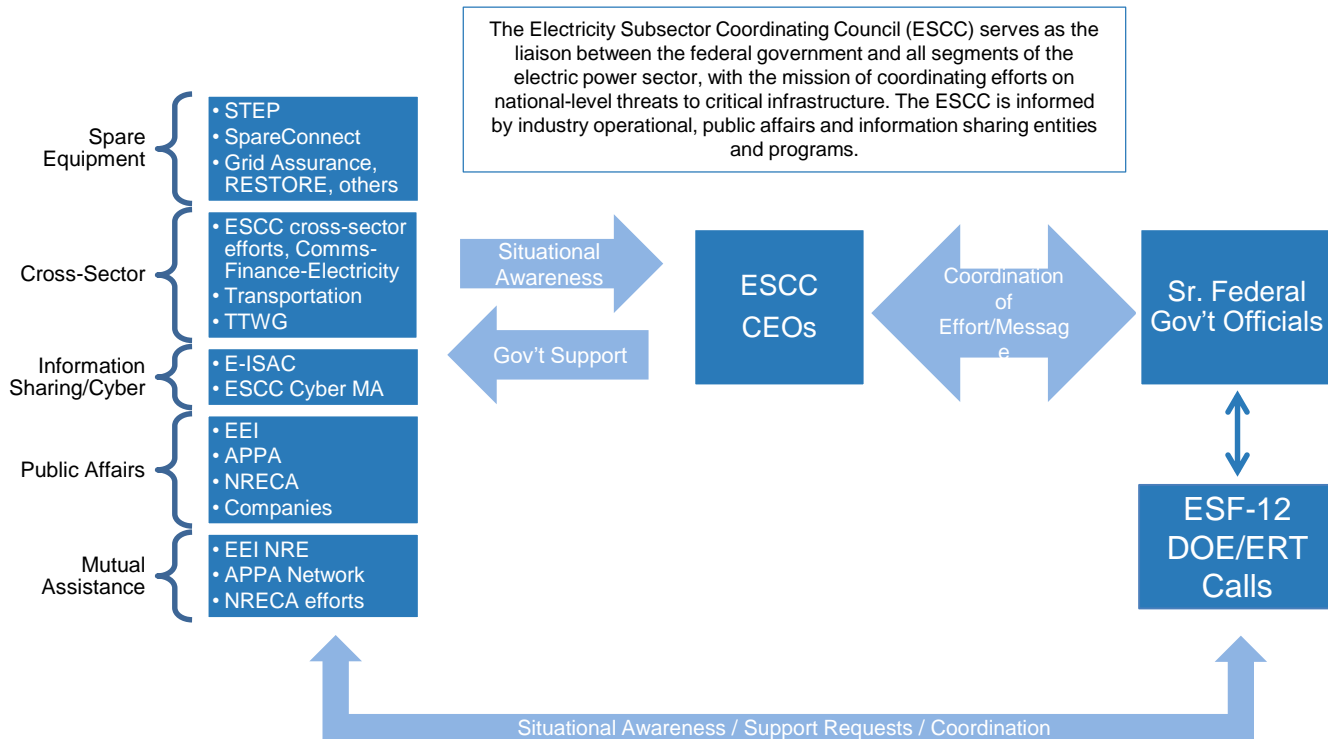 The Electricity Subsector Coordinating Council (ESCC) serves as the
liaison between the federal government and all segments of the
electric power sector, with the mission of coordinating efforts on
national-level threats to critical infrastructure. The ESCC is informed
by industry operational, public affairs and information sharing entities
and programs.
Spare
Equipment
• STEP
• SpareConnect
• Grid Assurance,
RESTORE, others
Cross-Sector
• ESCC cross-sector
efforts, Comms-
Finance-Electricity
• Transportation
• TTWG
Information
Sharing/Cyber
• E-ISAC
• ESCC Cyber MA
Public Affairs
• EEI
• APPA
• NRECA
• Companies
Mutual
Assistance
• EEI NRE
• APPA Network
• NRECA efforts
Situational
Awareness
Gov't Support
ESCC
CEOs
Coordination
of
Effort/Messag
e
Sr. Federal
Gov't Officials
ESF-12
DOE/ERT
Calls
Situational Awareness / Support Requests / Coordination